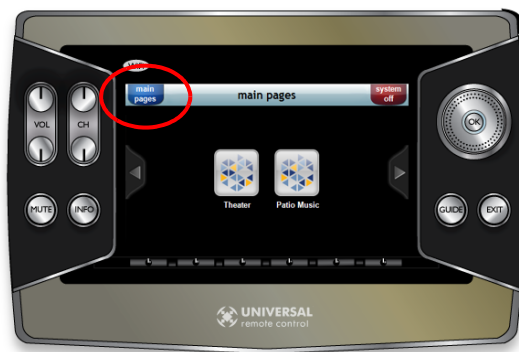 main
pages
main pages
system
off
VOL
CH
OK
Theater
Patio Music
MUTE
INFO
GUIDE
EXIT
L L L L L L
UNIVERSAL
remote control